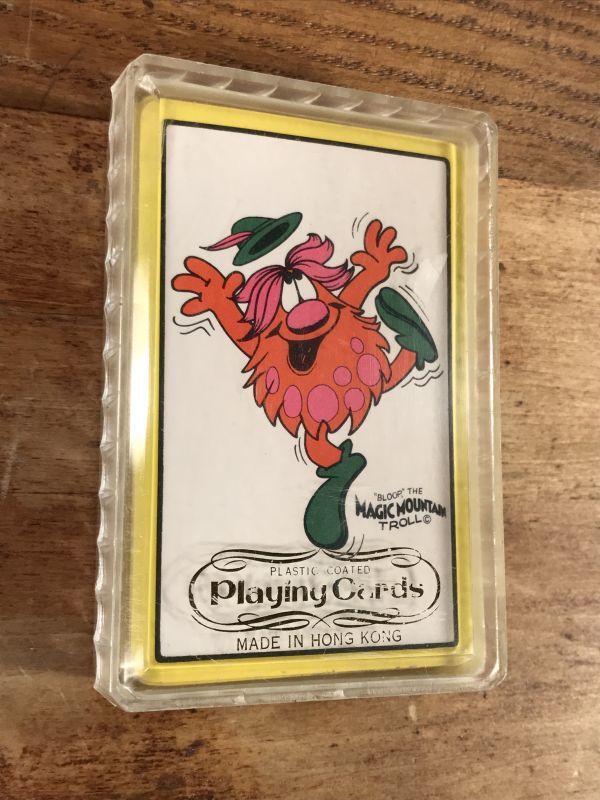 "BLOOP," THE
MAGIC MOUNTAIN
TROLL ©
PLASTIC COATED
Playing Cards
MADE IN HONG KONG